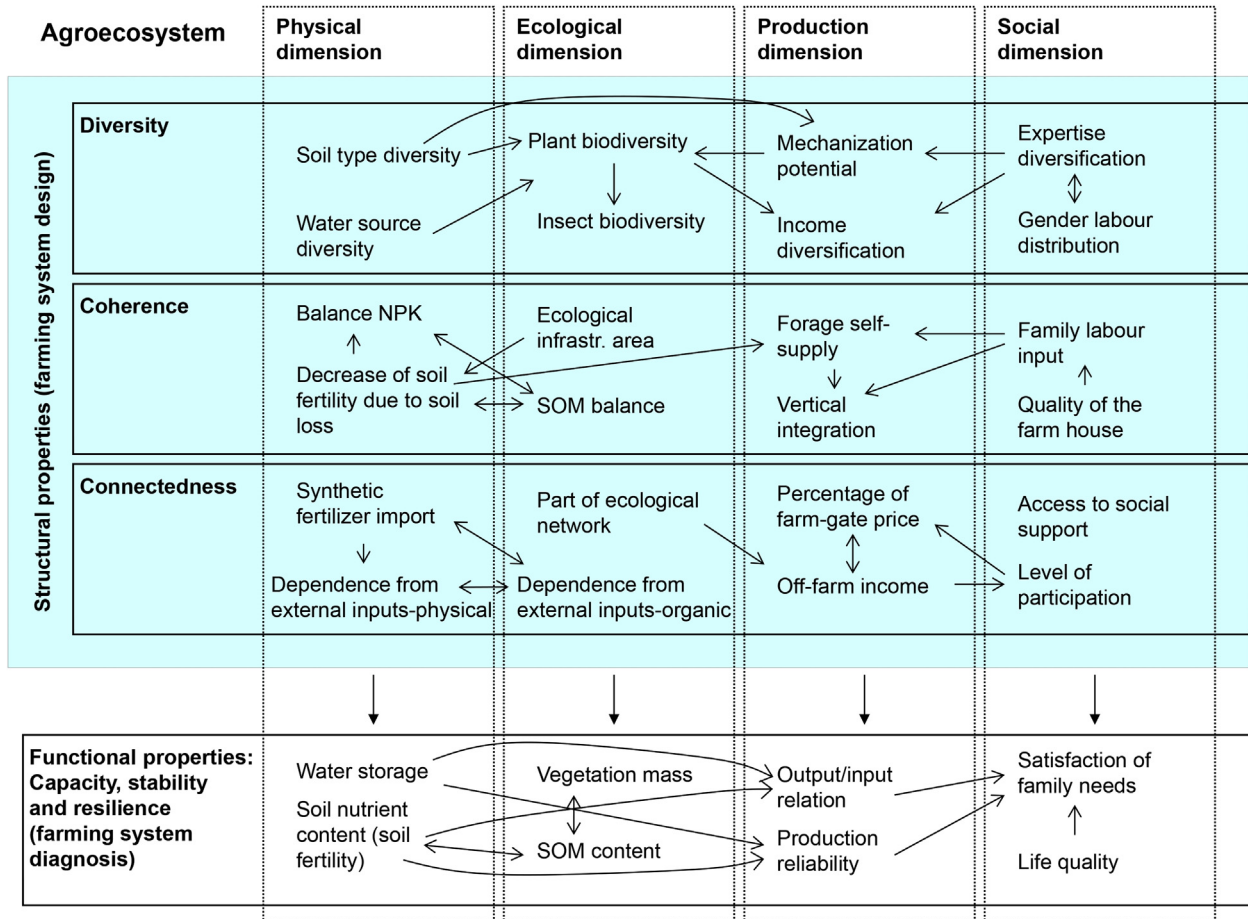 Agroecosystem
Physical
dimension
Ecological
dimension
Production
dimension
Social
dimension
Structural properties (farming system design)
Diversity
Soil type diversity
Water source
diversity
Plant biodiversity
Insect biodiversity
Mechanization
potential
Income
diversification
Expertise
diversification
Gender labour
distribution
Coherence
Balance NPK
Decrease of soil
fertility due to soil
loss
Ecological
infrastr. area
SOM balance
Forage self-
supply
Vertical
integration
Family labour
input
Quality of the
farm house
Connectedness
Synthetic
fertilizer import
Dependence from
external inputs-physical
Part of ecological
network
Dependence from
external inputs-organic
Percentage of
farm-gate price
Off-farm income
Access to social
support
Level of
participation
Functional properties:
Capacity, stability
and resilience
(farming system
diagnosis)
Water storage
Soil nutrient
content (soil
fertility)
Vegetation mass
SOM content
Output/input
relation
Production
reliability
Satisfaction of
family needs
Life quality